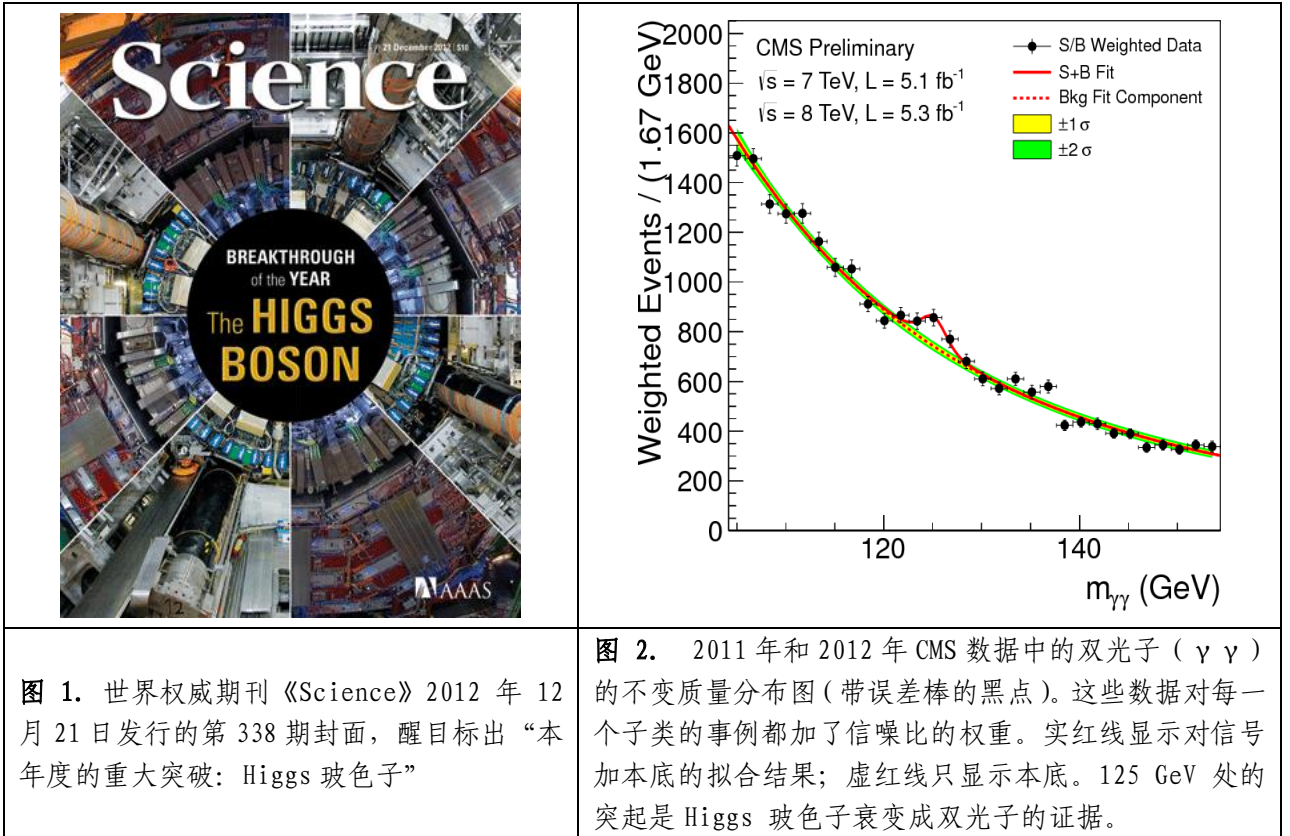 21 December 2012 | $10
Science
BREAKTHROUGH
of the YEAR
The HIGGS
BOSON
AAAS
12
Weighted Events / (1.67 GeV)
2000
1800
1600
1400
1200
1000
800
600
400
200
0
CMS Preliminary
√s = 7 TeV, L = 5.1 fb⁻¹
√s = 8 TeV, L = 5.3 fb⁻¹
S/B Weighted Data
S+B Fit
Bkg Fit Component
±1σ
±2σ
120
140
mγγ (GeV)
图 1. 世界权威期刊《Science》2012 年 12
月 21 日发行的第 338 期封面，醒目标出“本
年度的重大突破：Higgs 玻色子”
图 2. 2011 年和 2012 年 CMS 数据中的双光子（γγ）
的不变质量分布图（带误差棒的黑点）。这些数据对每一
个子类的事例都加了信噪比的权重。实红线显示对信号
加本底的拟合结果；虚红线只显示本底。125 GeV 处的
突起是 Higgs 玻色子衰变成双光子的证据。